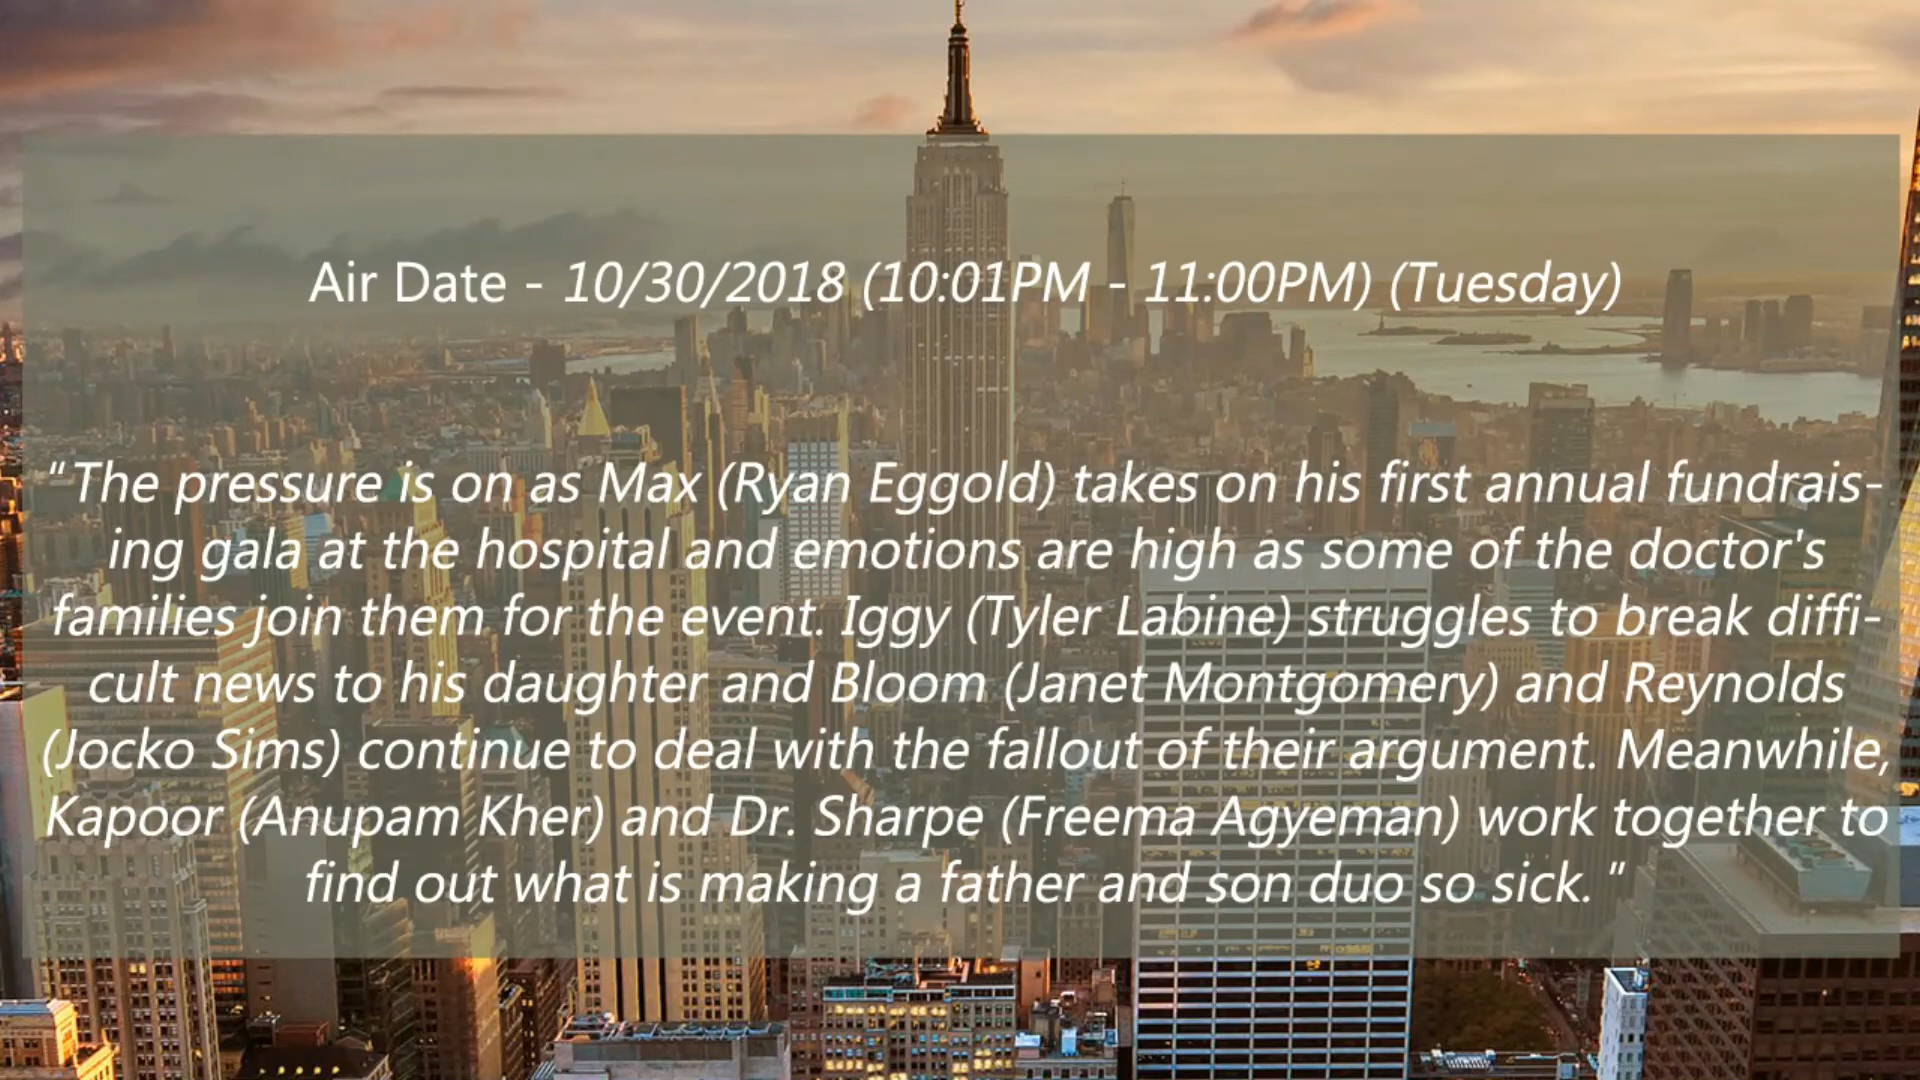 Air Date - 10/30/2018 (10:01PM - 11:00PM) (Tuesday)
“The pressure is on as Max (Ryan Eggold) takes on his first annual fundrais-
ing gala at the hospital and emotions are high as some of the doctor's
families join them for the event. Iggy (Tyler Labine) struggles to break diffi-
cult news to his daughter and Bloom (Janet Montgomery) and Reynolds
(Jocko Sims) continue to deal with the fallout of their argument. Meanwhile,
Kapoor (Anupam Kher) and Dr. Sharpe (Freema Agyeman) work together to
find out what is making a father and son duo so sick. ”